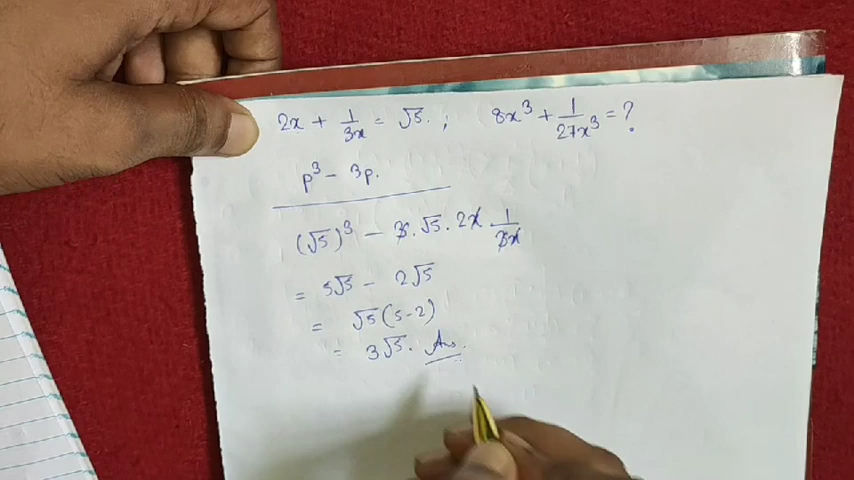 2x + 1/3x = √5. ; 8x³ + 1/27x³ = ?
p³ - 3p.
(√5)³ - 3. √5. 2x 1/3x
= 5√5 - 2√5
= √5(5-2)
= 3√5. Ans.